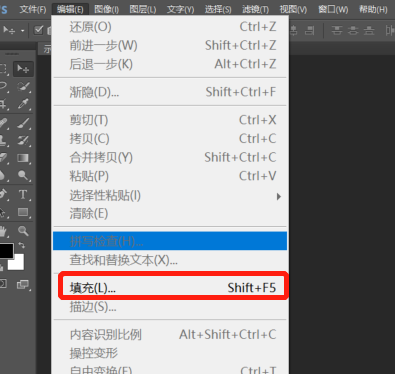 文件(F) 编辑(E) 图像(I) 图层(L) 文字(Y) 选择(S) 滤镜(T) 视图(V) 窗口(W) 帮助(H)
还原(O) Ctrl+Z
前进一步(W) Shift+Ctrl+Z
后退一步(K) Alt+Ctrl+Z
渐隐(D)... Shift+Ctrl+F
剪切(T) Ctrl+X
拷贝(C) Ctrl+C
合并拷贝(Y) Shift+Ctrl+C
粘贴(P) Ctrl+V
选择性粘贴(I)
清除(E)
拼写检查(H)...
查找和替换文本(X)...
填充(L)... Shift+F5
描边(S)...
内容识别比例 Alt+Shift+Ctrl+C
操控变形
自由变换(F) Ctrl+T